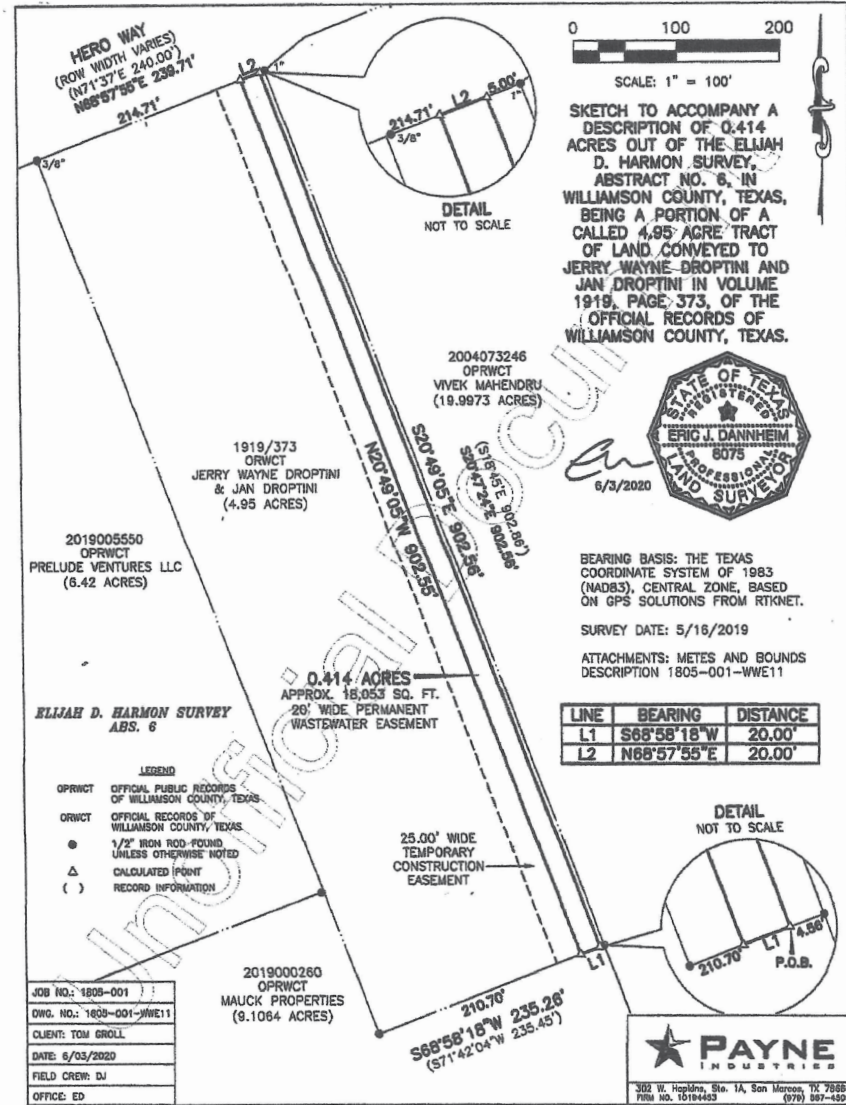 HERO WAY
(ROW WIDTH VARIES)
(N71°37'E 240.00')
N68°57'55"E 239.71'
214.71'
L2
1"
3/8"
214.71'
L2
5.00'
3/8"
1"
DETAIL
NOT TO SCALE
0 100 200
SCALE: 1" = 100'
SKETCH TO ACCOMPANY A
DESCRIPTION OF 0.414
ACRES OUT OF THE ELIJAH
D. HARMON SURVEY,
ABSTRACT NO. 6, IN
WILLIAMSON COUNTY, TEXAS,
BEING A PORTION OF A
CALLED 4.95 ACRE TRACT
OF LAND CONVEYED TO
JERRY WAYNE DROPTINI AND
JAN DROPTINI IN VOLUME
1919, PAGE 373, OF THE
OFFICIAL RECORDS OF
WILLIAMSON COUNTY, TEXAS.
STATE OF TEXAS
REGISTERED
ERIC J. DANNHEIM
8075
PROFESSIONAL
LAND SURVEYOR
6/3/2020
2004073246
OPRWCT
VIVEK MAHENDRU
(19.9973 ACRES)
1919/373
ORWCT
JERRY WAYNE DROPTINI
& JAN DROPTINI
(4.95 ACRES)
N20°49'05"W 902.55'
S20°49'05"E 902.56'
(S18°45'E 902.86')
S20°47'24"E 902.56'
2019005550
OPRWCT
PRELUDE VENTURES LLC
(6.42 ACRES)
BEARING BASIS: THE TEXAS
COORDINATE SYSTEM OF 1983
(NAD83), CENTRAL ZONE, BASED
ON GPS SOLUTIONS FROM RTKNET.
SURVEY DATE: 5/16/2019
ATTACHMENTS: METES AND BOUNDS
DESCRIPTION 1805-001-WWE11
0.414 ACRES
APPROX. 18,053 SQ. FT.
20' WIDE PERMANENT
WASTEWATER EASEMENT
ELIJAH D. HARMON SURVEY
ABS. 6
LINE BEARING DISTANCE
L1 S68°58'18"W 20.00'
L2 N68°57'55"E 20.00'
LEGEND
OPRWCT OFFICIAL PUBLIC RECORDS
OF WILLIAMSON COUNTY, TEXAS
ORWCT OFFICIAL RECORDS OF
WILLIAMSON COUNTY, TEXAS
1/2" IRON ROD FOUND
UNLESS OTHERWISE NOTED
CALCULATED POINT
( ) RECORD INFORMATION
25.00' WIDE
TEMPORARY
CONSTRUCTION
EASEMENT
DETAIL
NOT TO SCALE
210.70'
L1
4.56'
P.O.B.
L1
210.70'
S68°58'18"W 235.26'
(S71°42'04"W 235.45')
2019000260
OPRWCT
MAUCK PROPERTIES
(9.1064 ACRES)
JOB NO.: 1805-001
DWG. NO.: 1805-001-WWE11
CLIENT: TOM GROLL
DATE: 6/03/2020
FIELD CREW: DJ
OFFICE: ED
PAYNE
INDUSTRIES
302 W. Hopkins, Ste. 1A, San Marcos, TX
FIRM NO. 10194453
Unofficial Document